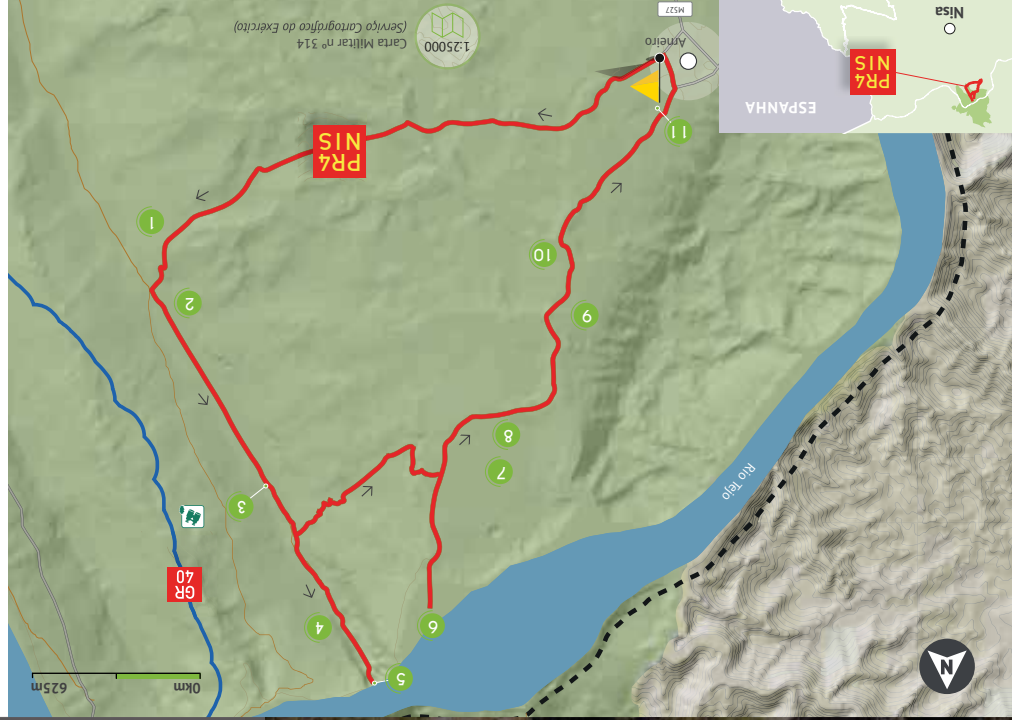 N
0km
625m
5
6
4
GR
40
3
7
8
Rio Tejo
2
9
10
1
PR4
NIS
11
ESPANHA
PR4
NIS
Nisa
Arneiro
M527
1:25000
Carta Militar nº 314
(Serviço Cartográfico do Exército)